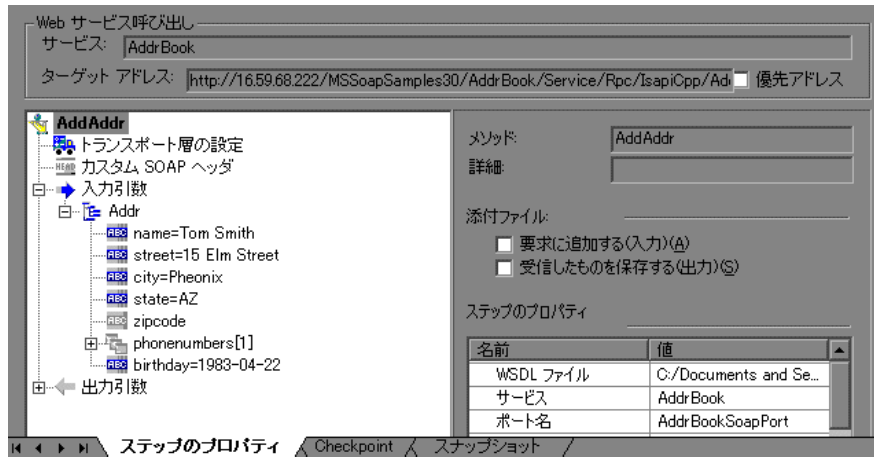 Web サービス呼び出し
サービス: AddrBook
ターゲット アドレス: http://16.59.68.222/MSSoapSamples30/AddrBook/Service/Rpc/IsapiCpp/Ad 優先アドレス
AddAddr
トランスポート層の設定
HEAD カスタム SOAP ヘッダ
入力引数
Addr
ABC name=Tom Smith
ABC street=15 Elm Street
ABC city=Pheonix
ABC state=AZ
ABC zipcode
phonenumbers[1]
ABC birthday=1983-04-22
出力引数
メソッド: AddAddr
詳細:
添付ファイル:
要求に追加する(入力)(A)
受信したものを保存する(出力)(S)
ステップのプロパティ
名前 値
WSDL ファイル C:/Documents and Se...
サービス AddrBook
ポート名 AddrBookSoapPort
ステップのプロパティ Checkpoint スナップショット